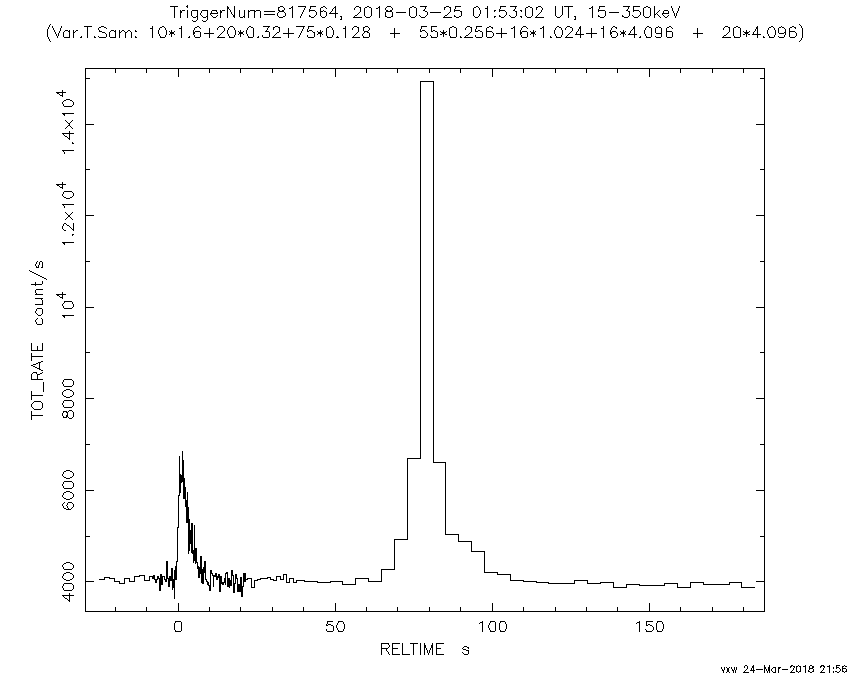 TriggerNum=817564, 2018-03-25 01:53:02 UT, 15-350keV
(Var.T.Sam: 10*1.6+20*0.32+75*0.128 + 55*0.256+16*1.024+16*4.096 + 20*4.096)
TOT_RATE count/s
1.4×10⁴
1.2×10⁴
10⁴
8000
6000
4000
0 50 100 150
RELTIME s
vxw 24-Mar-2018 21:56